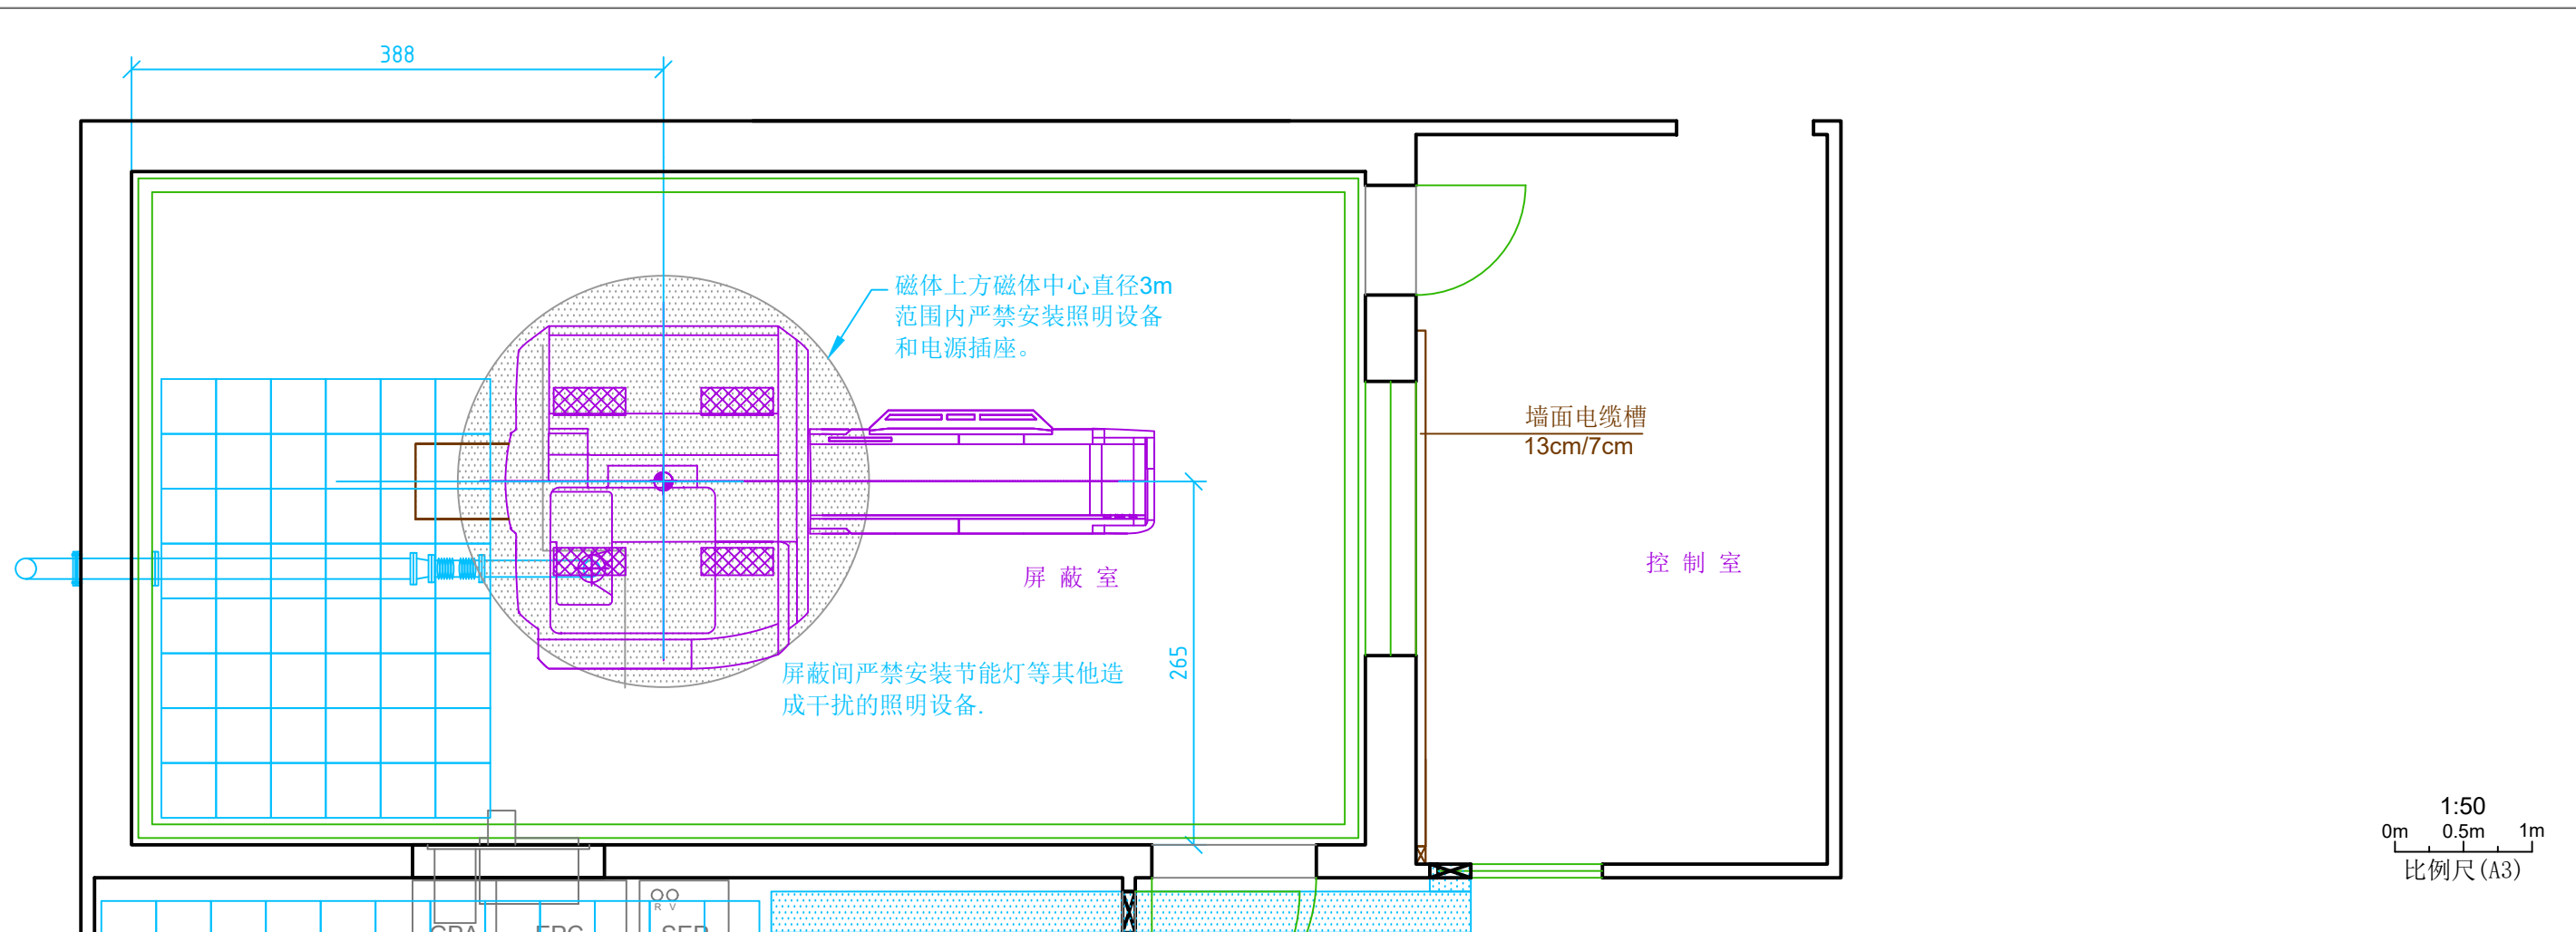 388
磁体上方磁体中心直径3m
范围内严禁安装照明设备
和电源插座。
墙面电缆槽
13cm/7cm
屏 蔽 室
控 制 室
265
屏蔽间严禁安装节能灯等其他造
成干扰的照明设备.
1:50
0m 0.5m 1m
比例尺(A3)
R V